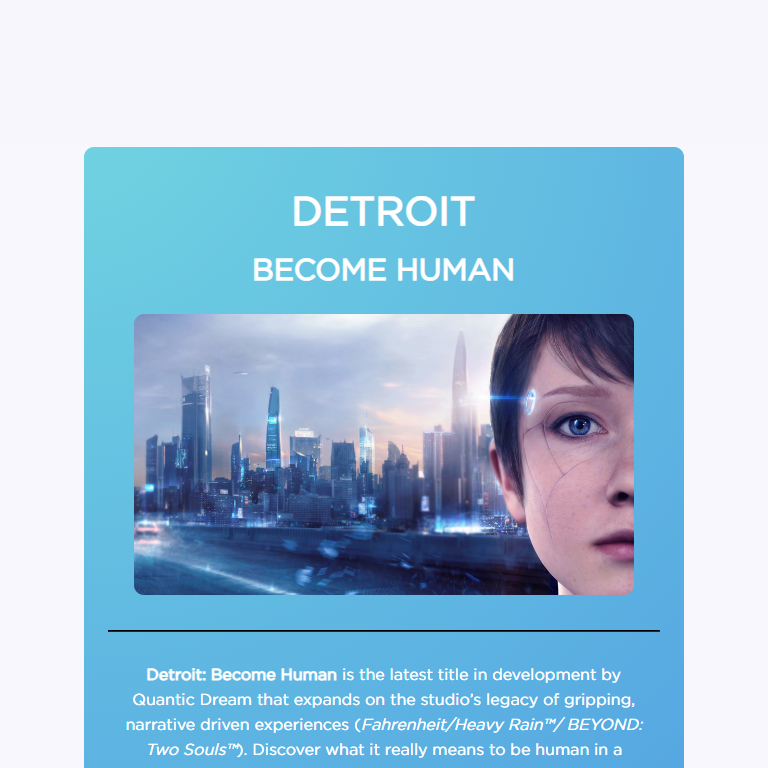 DETROIT
BECOME HUMAN
Detroit: Become Human is the latest title in development by
Quantic Dream that expands on the studio’s legacy of gripping,
narrative driven experiences (Fahrenheit/Heavy Rain™/ BEYOND:
Two Souls™). Discover what it really means to be human in a